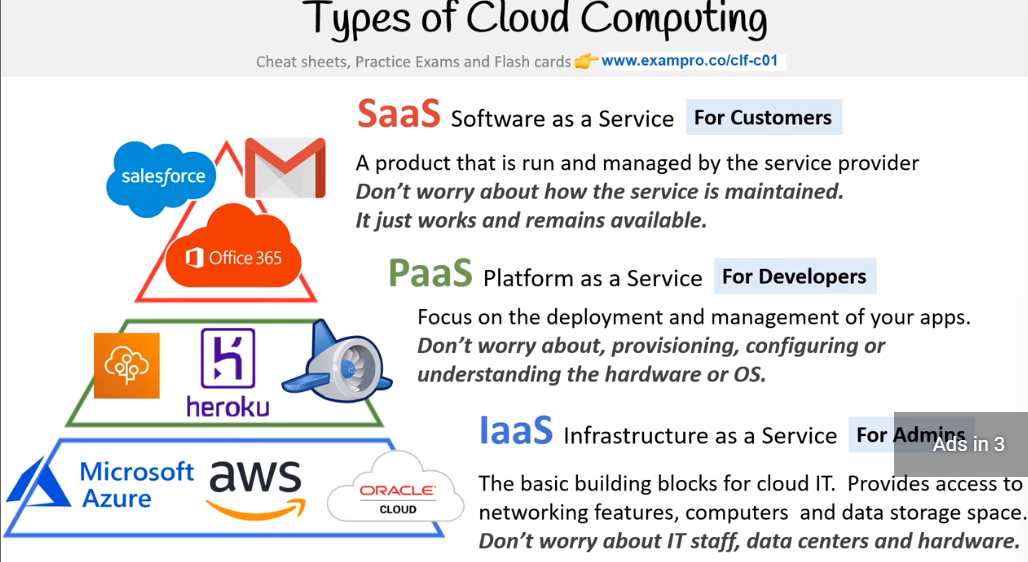 Types of Cloud Computing
Cheat sheets, Practice Exams and Flash cards 👉 www.exampro.co/clf-c01
SaaS Software as a Service For Customers
A product that is run and managed by the service provider
Don't worry about how the service is maintained.
It just works and remains available.
salesforce
Office 365
PaaS Platform as a Service For Developers
Focus on the deployment and management of your apps.
Don't worry about, provisioning, configuring or
understanding the hardware or OS.
heroku
IaaS Infrastructure as a Service For Admins
Ads in 3
The basic building blocks for cloud IT. Provides access to
networking features, computers and data storage space.
Don't worry about IT staff, data centers and hardware.
Microsoft
Azure
aws
ORACLE
CLOUD